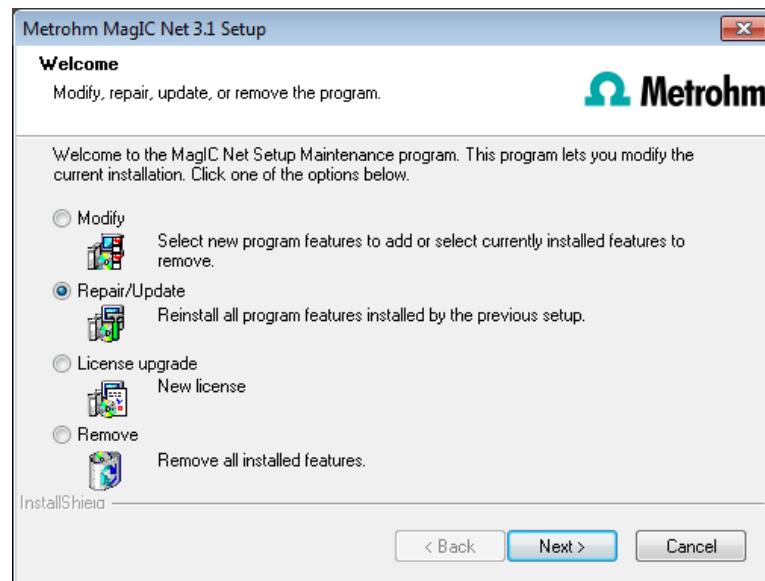 Metrohm MagIC Net 3.1 Setup
Welcome
Modify, repair, update, or remove the program.
Metrohm
Welcome to the MagIC Net Setup Maintenance program. This program lets you modify the
current installation. Click one of the options below.
Modify
Select new program features to add or select currently installed features to
remove.
Repair/Update
Reinstall all program features installed by the previous setup.
License upgrade
New license
Remove
Remove all installed features.
InstallShield
< Back
Next >
Cancel